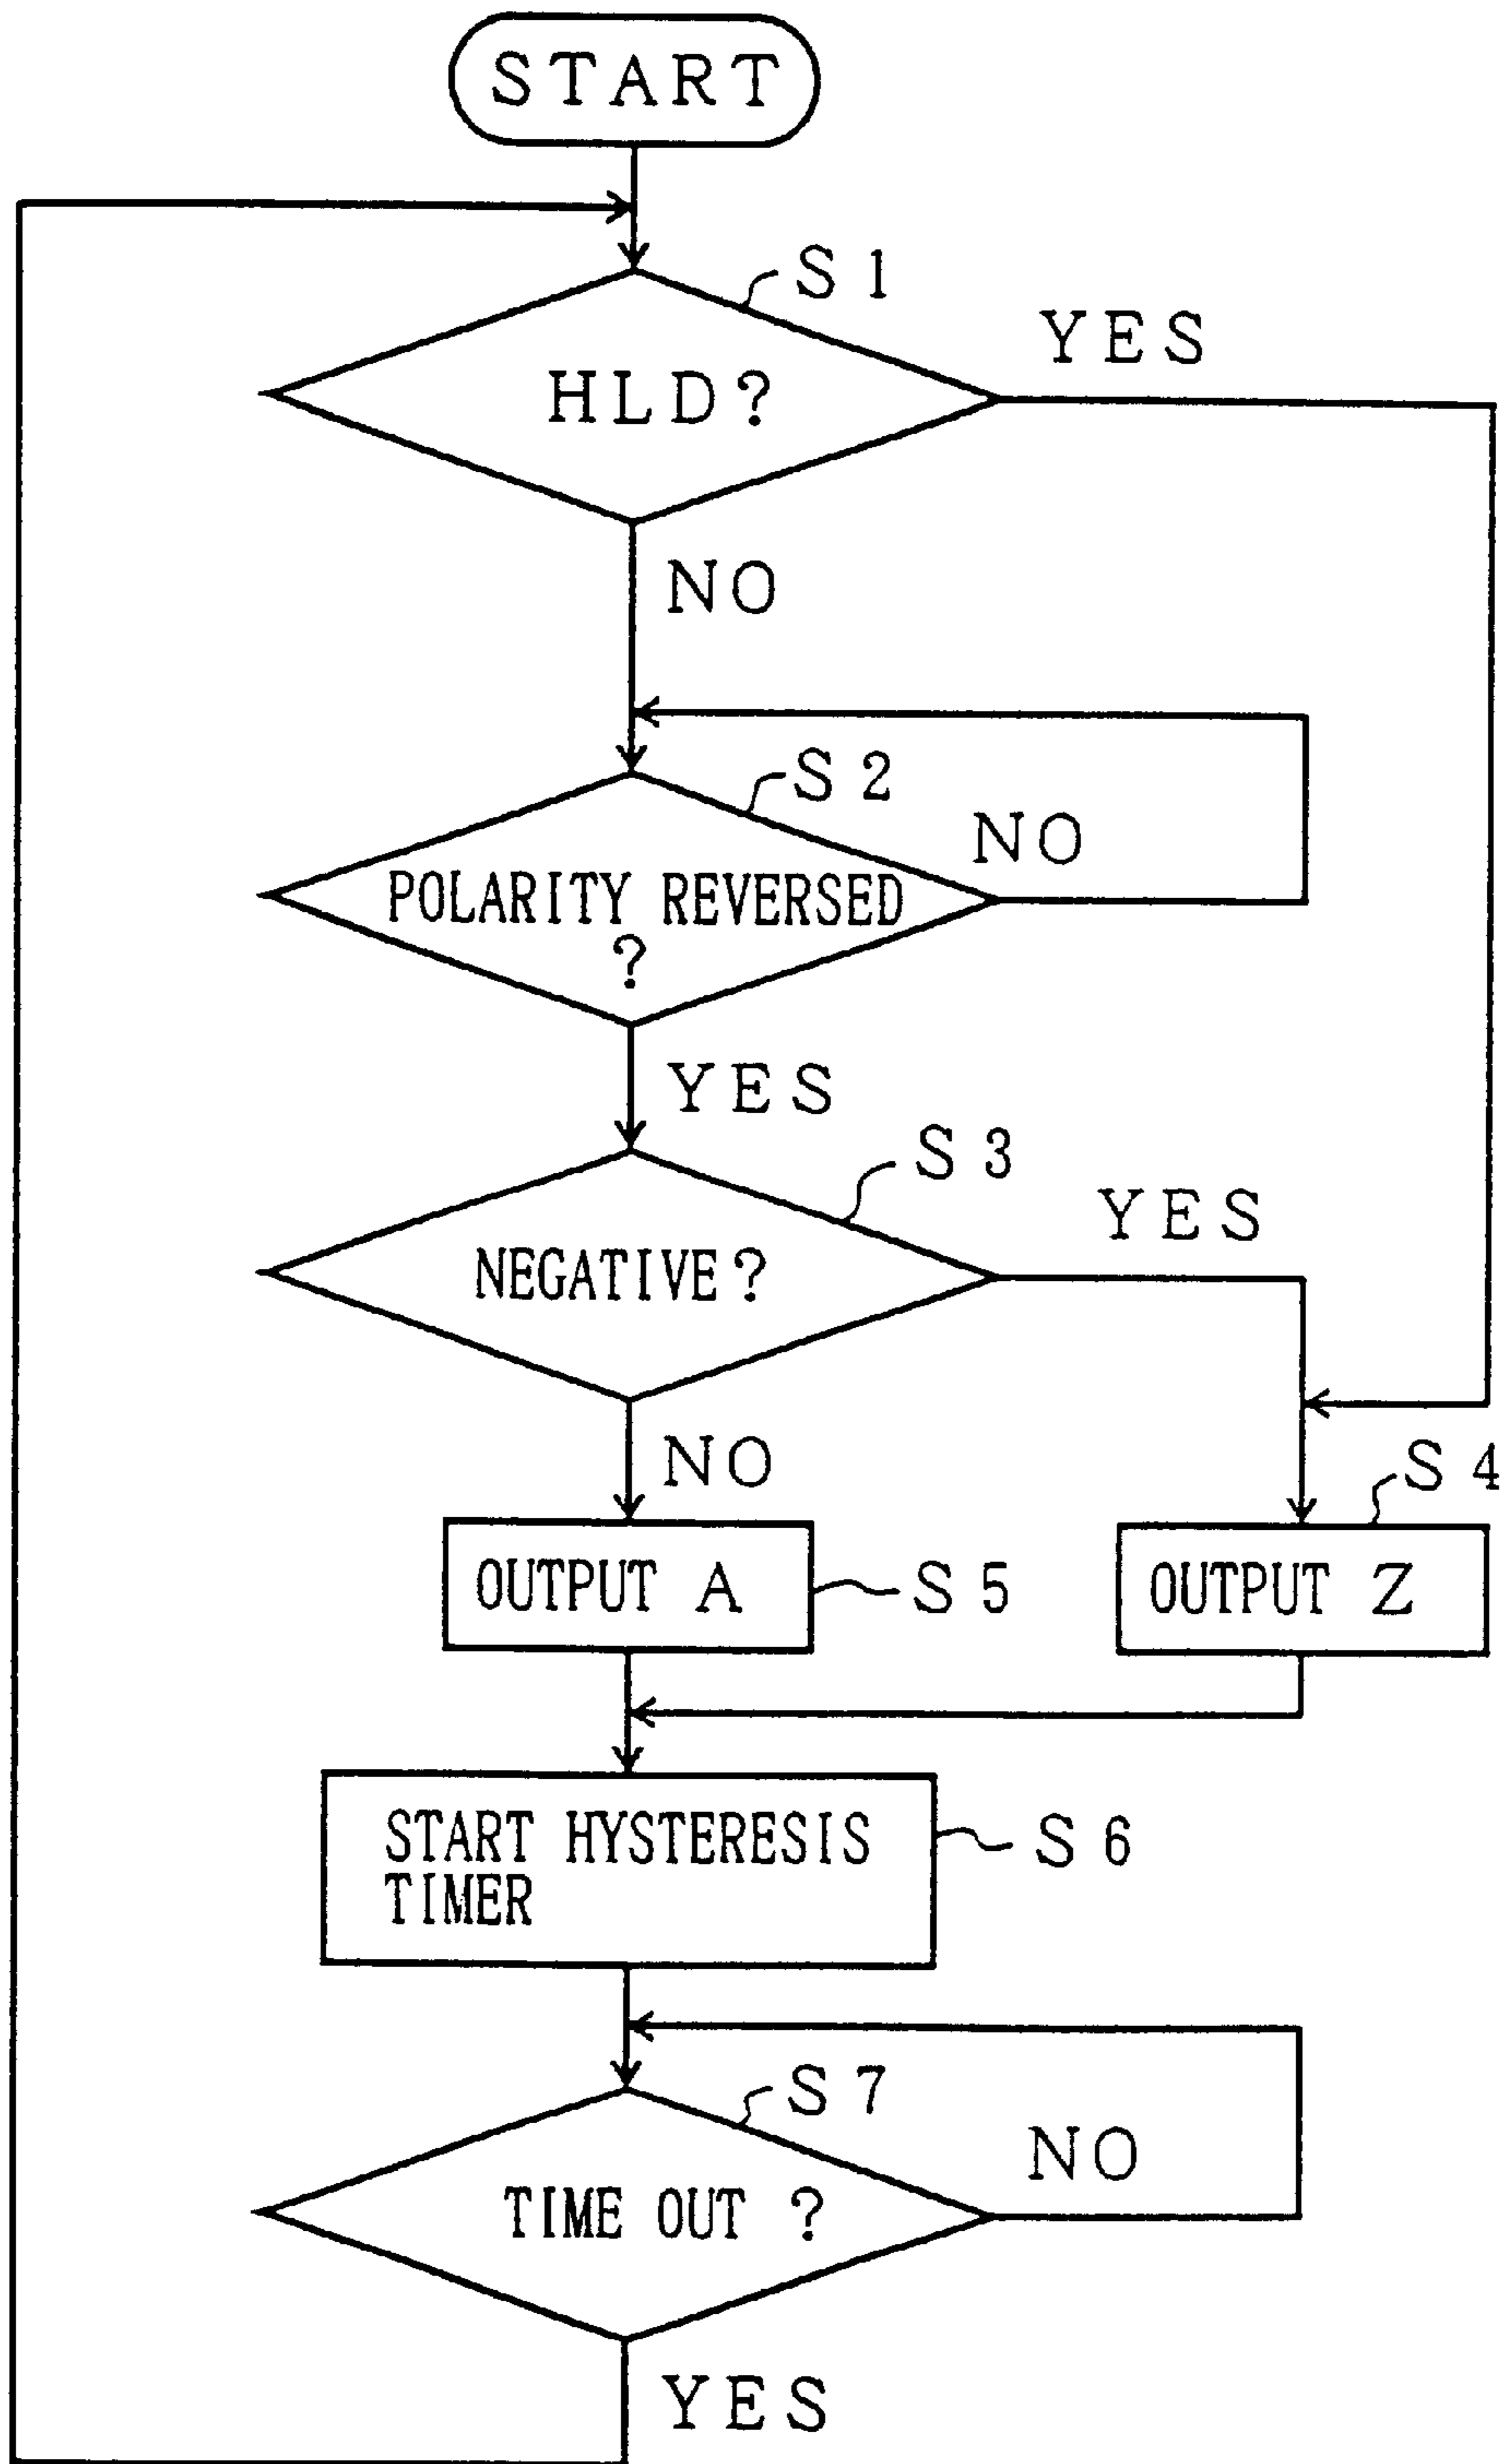 START
S1
YES
HLD?
NO
S2
NO
POLARITY REVERSED
?
YES
S3
YES
NEGATIVE?
NO
S4
OUTPUT A
S5
OUTPUT Z
START HYSTERESIS
TIMER
S6
S7
NO
TIME OUT ?
YES